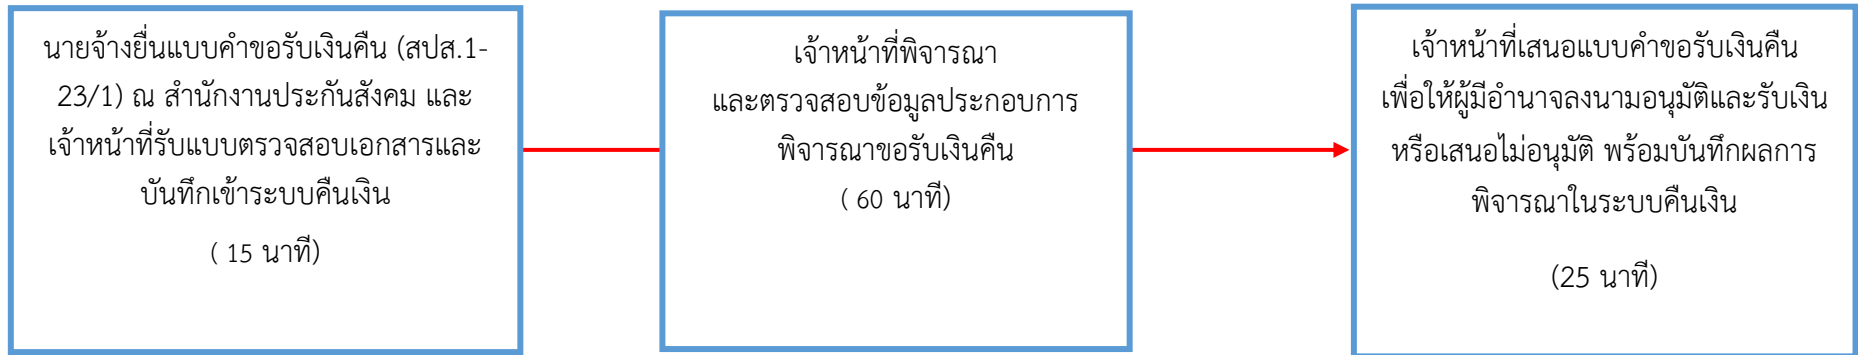 นายจ้างยื่นแบบคำขอรับเงินคืน (สปส.1-
23/1) ณ สำนักงานประกันสังคม และ
เจ้าหน้าที่รับแบบตรวจสอบเอกสารและ
บันทึกเข้าระบบคืนเงิน
( 15 นาที)
เจ้าหน้าที่พิจารณา
และตรวจสอบข้อมูลประกอบการ
พิจารณาขอรับเงินคืน
( 60 นาที)
เจ้าหน้าที่เสนอแบบคำขอรับเงินคืน
เพื่อให้ผู้มีอำนาจลงนามอนุมัติและรับเงิน
หรือเสนอไม่อนุมัติ พร้อมบันทึกผลการ
พิจารณาในระบบคืนเงิน
(25 นาที)